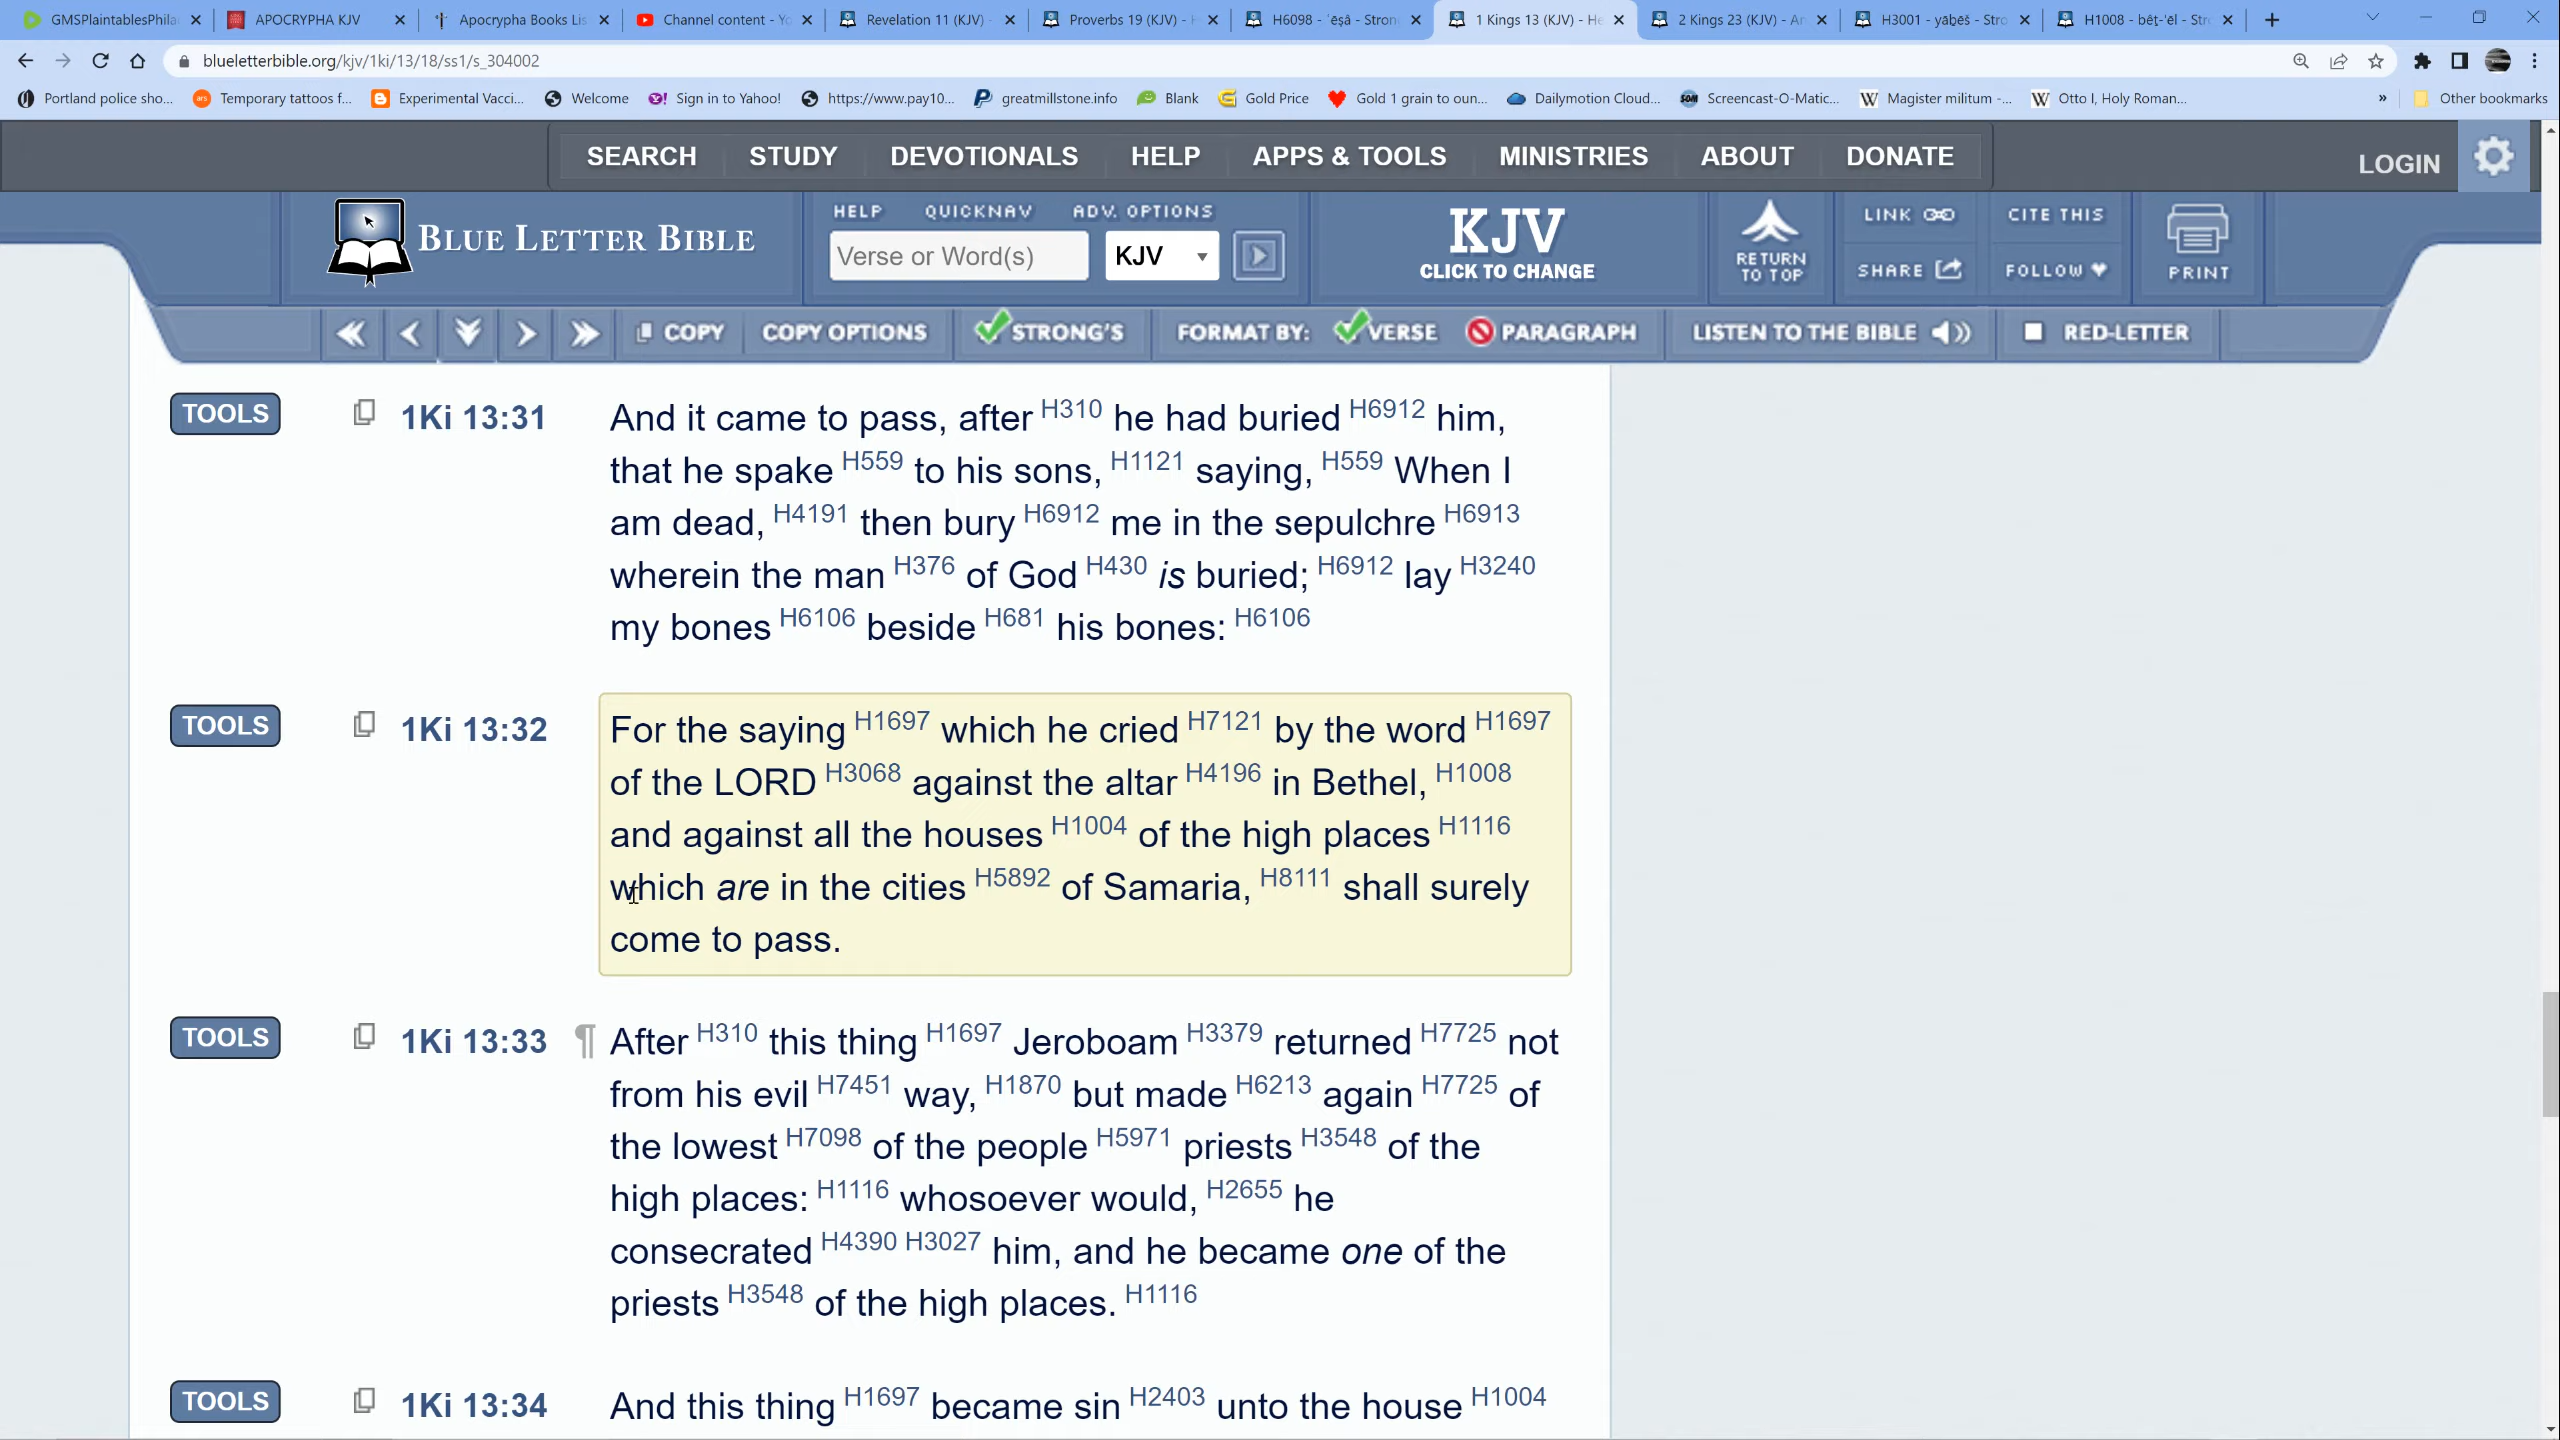 GMSPlaintablesPhila
APOCRYPHA KJV
Apocrypha Books Lis
Channel content - Yo
Revelation 11 (KJV) -
Proverbs 19 (KJV) - H
H6098 - ʿēṣâ - Stron
1 Kings 13 (KJV) - He
2 Kings 23 (KJV) - An
H3001 - yāḇēš - Stro
H1008 - bêṯ-'ēl - Str
blueletterbible.org/kjv/1ki/13/18/ss1/s_304002
Portland police sho...
Temporary tattoos f...
Experimental Vacci...
Welcome
Sign in to Yahoo!
https://www.pay10...
greatmillstone.info
Blank
Gold Price
Gold 1 grain to oun...
Dailymotion Cloud...
Screencast-O-Matic...
Magister militum -...
Otto I, Holy Roman...
»
Other bookmarks
SEARCH STUDY DEVOTIONALS HELP APPS & TOOLS MINISTRIES ABOUT DONATE
LOGIN
BLUE LETTER BIBLE
HELP QUICKNAV ADV. OPTIONS
Verse or Word(s)
KJV
KJV
CLICK TO CHANGE
RETURN
TO TOP
LINK
CITE THIS
SHARE
FOLLOW
PRINT
COPY COPY OPTIONS STRONG'S FORMAT BY: VERSE PARAGRAPH LISTEN TO THE BIBLE RED-LETTER
TOOLS 1Ki 13:31 And it came to pass, after H310 he had buried H6912 him,
that he spake H559 to his sons, H1121 saying, H559 When I
am dead, H4191 then bury H6912 me in the sepulchre H6913
wherein the man H376 of God H430 is buried; H6912 lay H3240
my bones H6106 beside H681 his bones: H6106
TOOLS 1Ki 13:32 For the saying H1697 which he cried H7121 by the word H1697
of the LORD H3068 against the altar H4196 in Bethel, H1008
and against all the houses H1004 of the high places H1116
which are in the cities H5892 of Samaria, H8111 shall surely
come to pass.
TOOLS 1Ki 13:33 ¶ After H310 this thing H1697 Jeroboam H3379 returned H7725 not
from his evil H7451 way, H1870 but made H6213 again H7725 of
the lowest H7098 of the people H5971 priests H3548 of the
high places: H1116 whosoever would, H2655 he
consecrated H4390 H3027 him, and he became one of the
priests H3548 of the high places. H1116
TOOLS 1Ki 13:34 And this thing H1697 became sin H2403 unto the house H1004